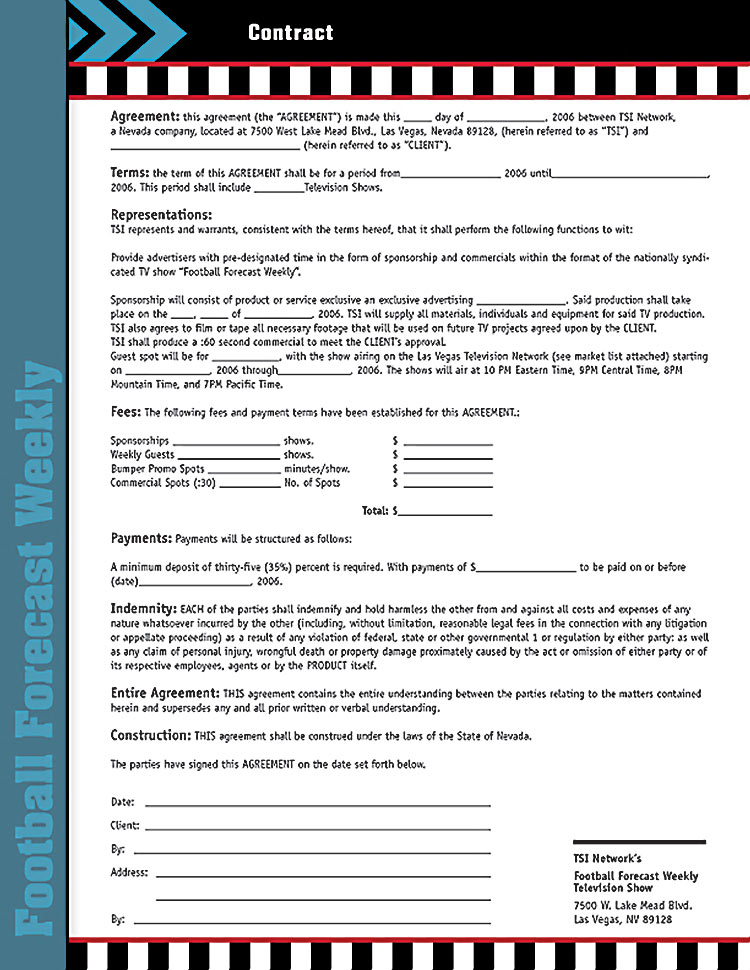 Contract
Agreement: this agreement (the "AGREEMENT") is made this _____ day of ______________, 2006 between TSI Network,
a Nevada company, located at 7500 West Lake Mead Blvd., Las Vegas, Nevada 89128, (herein referred to as "TSI") and
__________________________________ (herein referred to as "CLIENT").
Terms: the term of this AGREEMENT shall be for a period from__________________ 2006 until____________________________,
2006. This period shall include _________Television Shows.
Representations:
TSI represents and warrants, consistent with the terms hereof, that it shall perform the following functions to wit:
Provide advertisers with pre-designated time in the form of sponsorship and commercials within the format of the nationally syndi-
cated TV show "Football Forecast Weekly".
Sponsorship will consist of product or service exclusive an exclusive advertising ________________. Said production shall take
place on the ____, _____ of ____________, 2006. TSI will supply all materials, individuals and equipment for said TV production.
TSI also agrees to film or tape all necessary footage that will be used on future TV projects agreed upon by the CLIENT.
TSI shall produce a :60 second commercial to meet the CLIENT's approval.
Guest spot will be for ____________, with the show airing on the Las Vegas Television Network (see market list attached) starting
on _______________, 2006 through_____________, 2006. The shows will air at 10 PM Eastern Time, 9PM Central Time, 8PM
Mountain Time, and 7PM Pacific Time.
Fees: The following fees and payment terms have been established for this AGREEMENT.:
Sponsorships ___________________ shows. $ ________________
Weekly Guests __________________ shows. $ ________________
Bumper Promo Spots _____________ minutes/show. $ ________________
Commercial Spots (:30) ___________ No. of Spots $ ________________
Total: $_________________
Payments: Payments will be structured as follows:
A minimum deposit of thirty-five (35%) percent is required. With payments of $__________________ to be paid on or before
(date)____________________, 2006.
Indemnity: EACH of the parties shall indemnify and hold harmless the other from and against all costs and expenses of any
nature whatsoever incurred by the other (including, without limitation, reasonable legal fees in the connection with any litigation
or appellate proceeding) as a result of any violation of federal, state or other governmental 1 or regulation by either party: as well
as any claim of personal injury, wrongful death or property damage proximately caused by the act or omission of either party or of
its respective employees, agents or by the PRODUCT itself.
Entire Agreement: THIS agreement contains the entire understanding between the parties relating to the matters contained
herein and supersedes any and all prior written or verbal understanding.
Construction: THIS agreement shall be construed under the laws of the State of Nevada.
The parties have signed this AGREEMENT on the date set forth below.
Date: ______________________________
Client: ______________________________
By: ______________________________
Address: ______________________________
______________________________
By: ______________________________
TSI Network's
Football Forecast Weekly
Television Show
7500 W. Lake Mead Blvd.
Las Vegas, NV 89128
Football Forecast Weekly